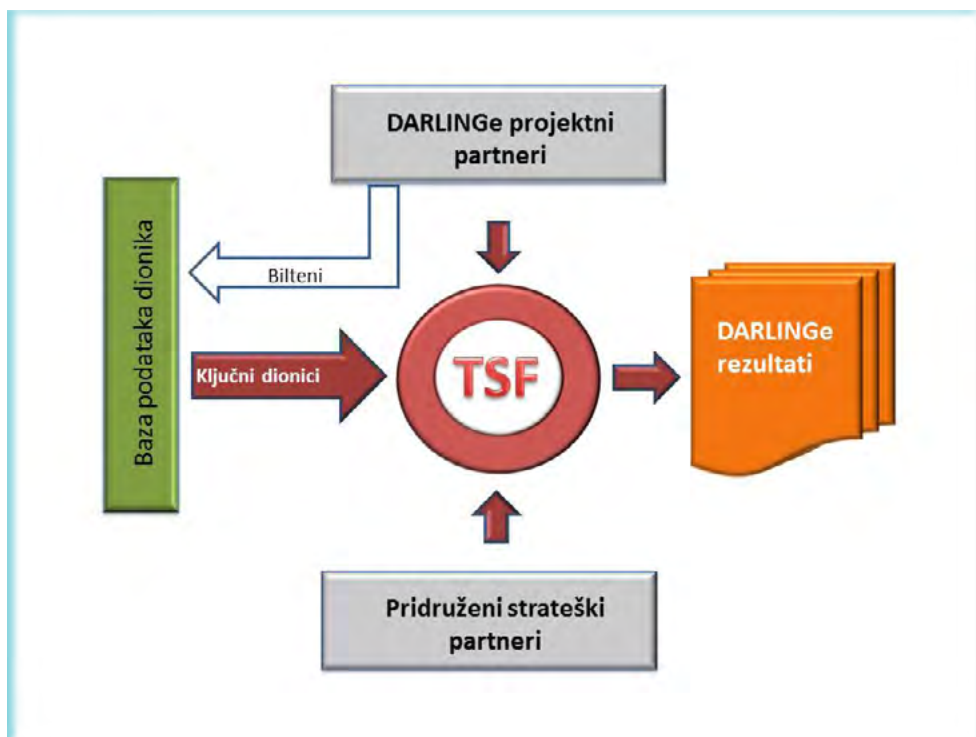 DARLINGe projektni
partneri
Baza podataka dionika
Bilteni
Ključni dionici
TSF
DARLINGe
rezultati
Pridruženi strateški
partneri